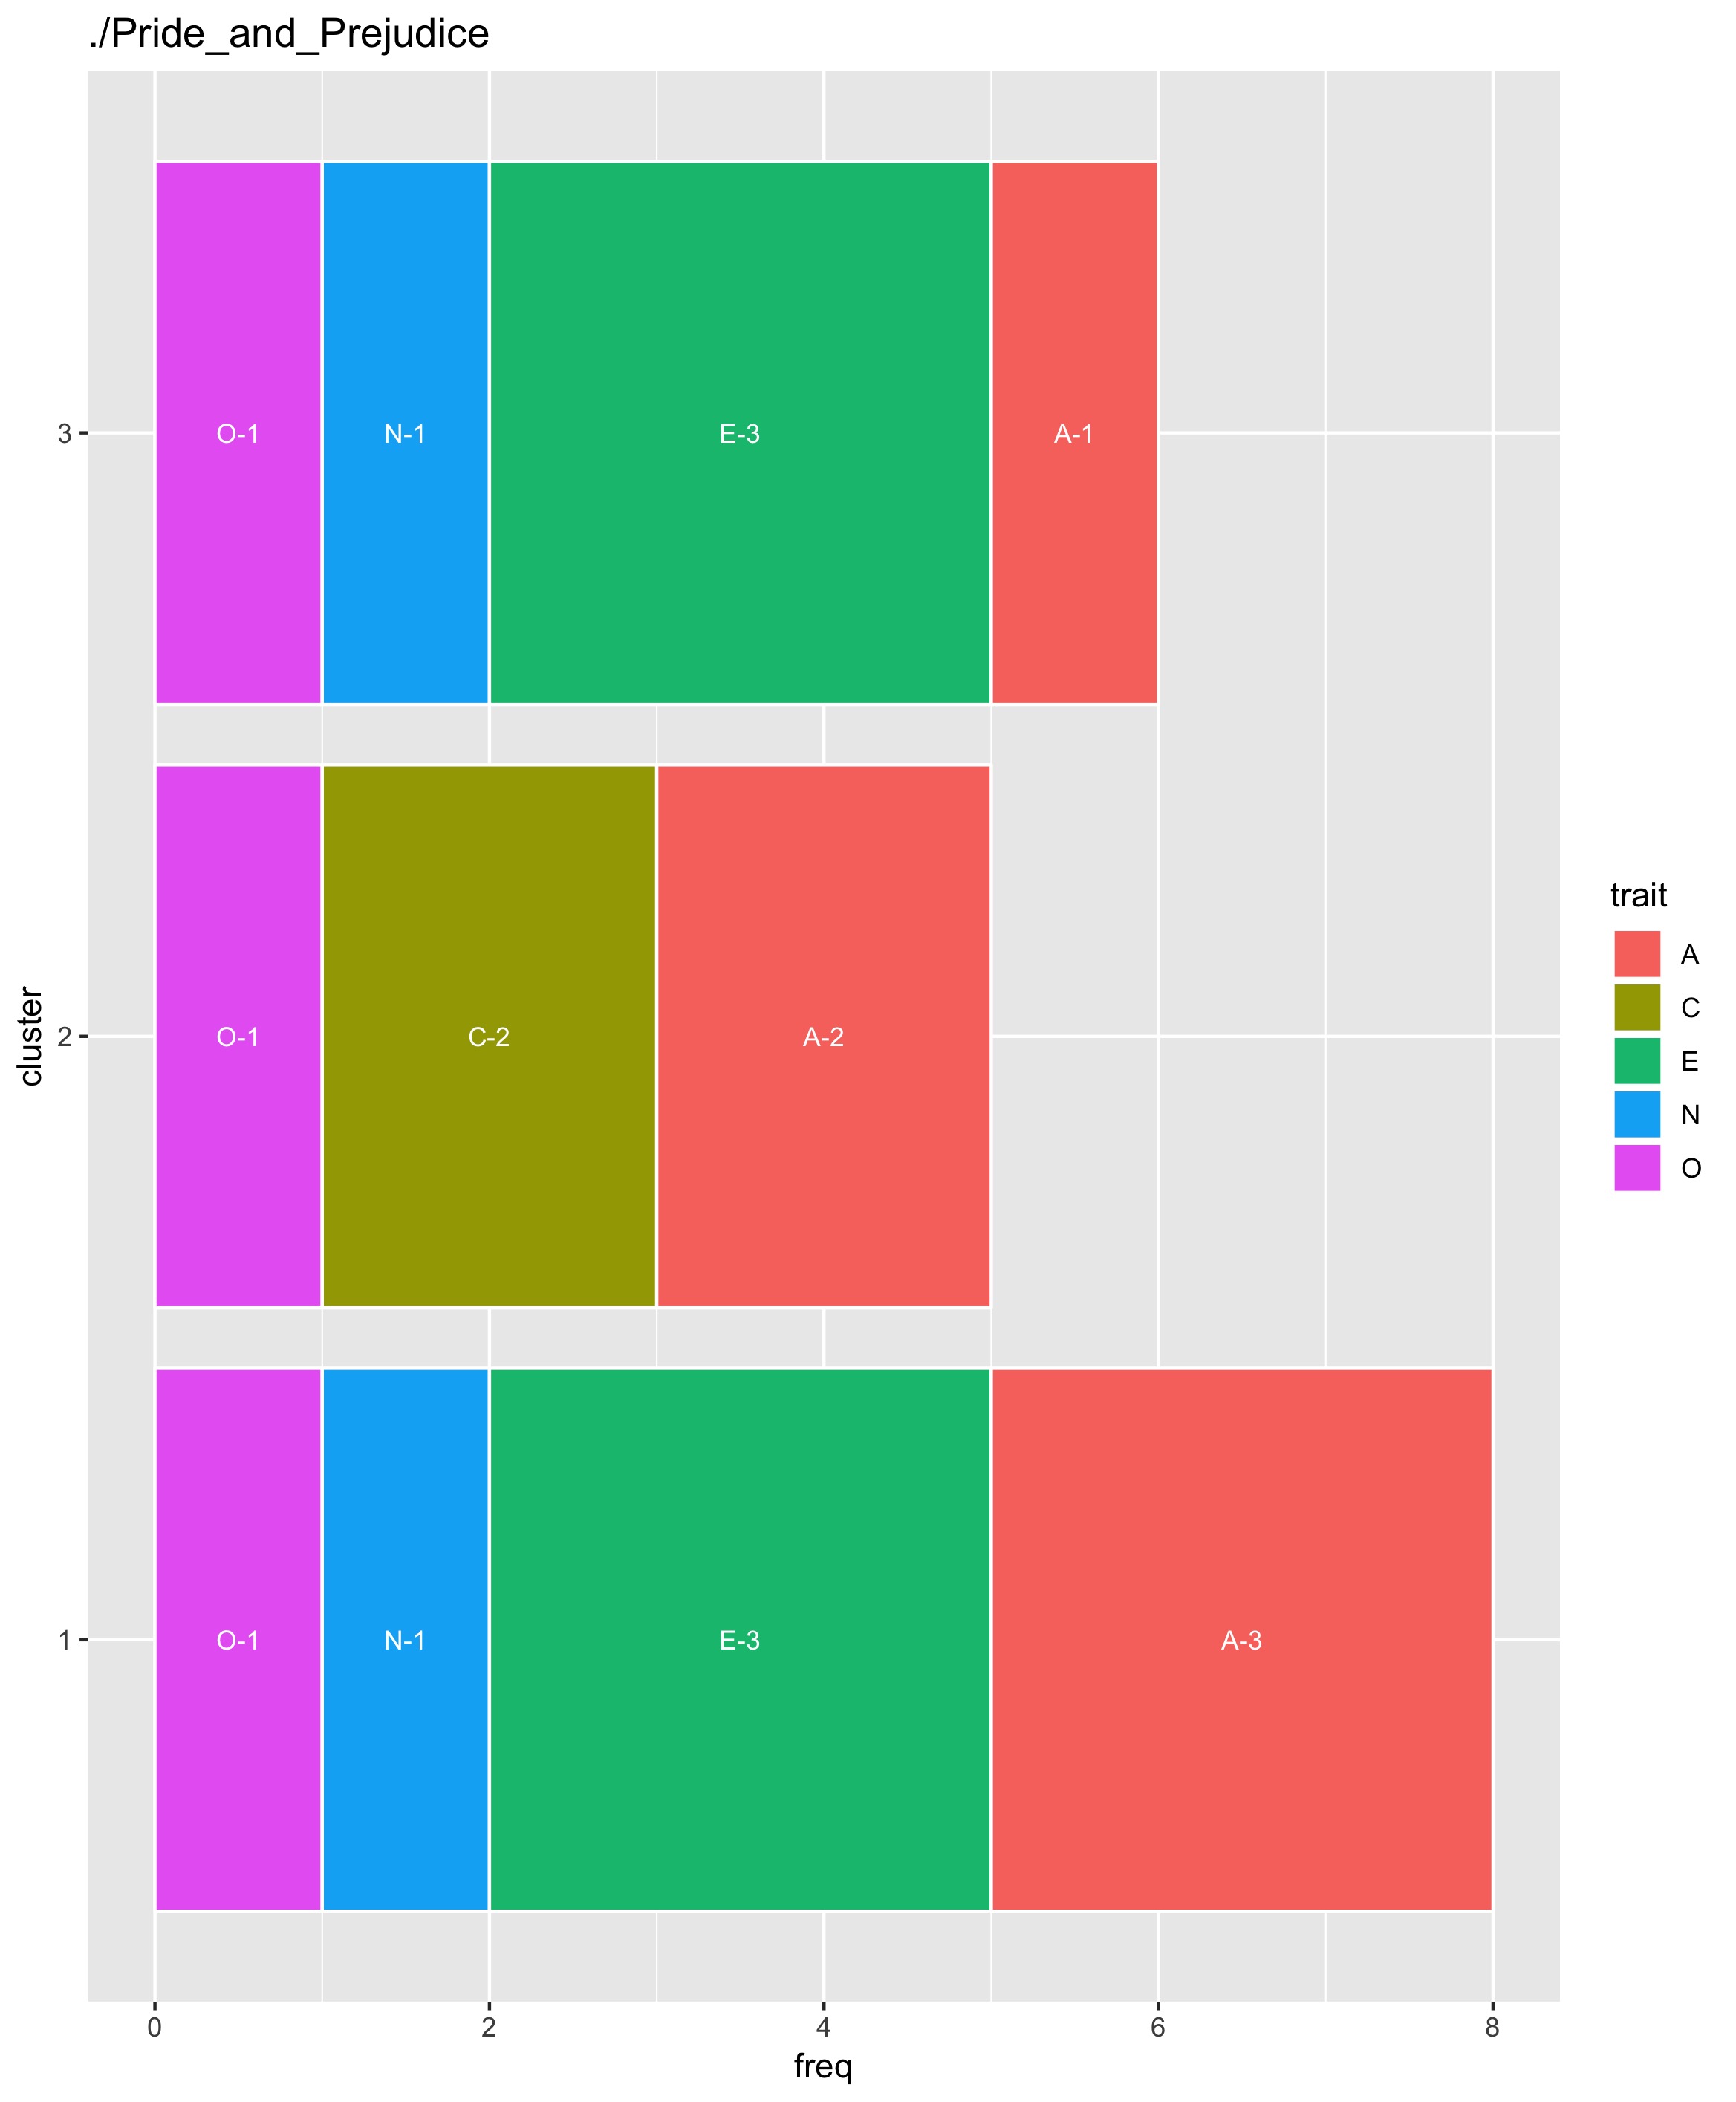 ./Pride_and_Prejudice
3
O-1 N-1 E-3 A-1
2
O-1 C-2 A-2
1
O-1 N-1 E-3 A-3
cluster
0 2 4 6 8
freq
trait
A
C
E
N
O